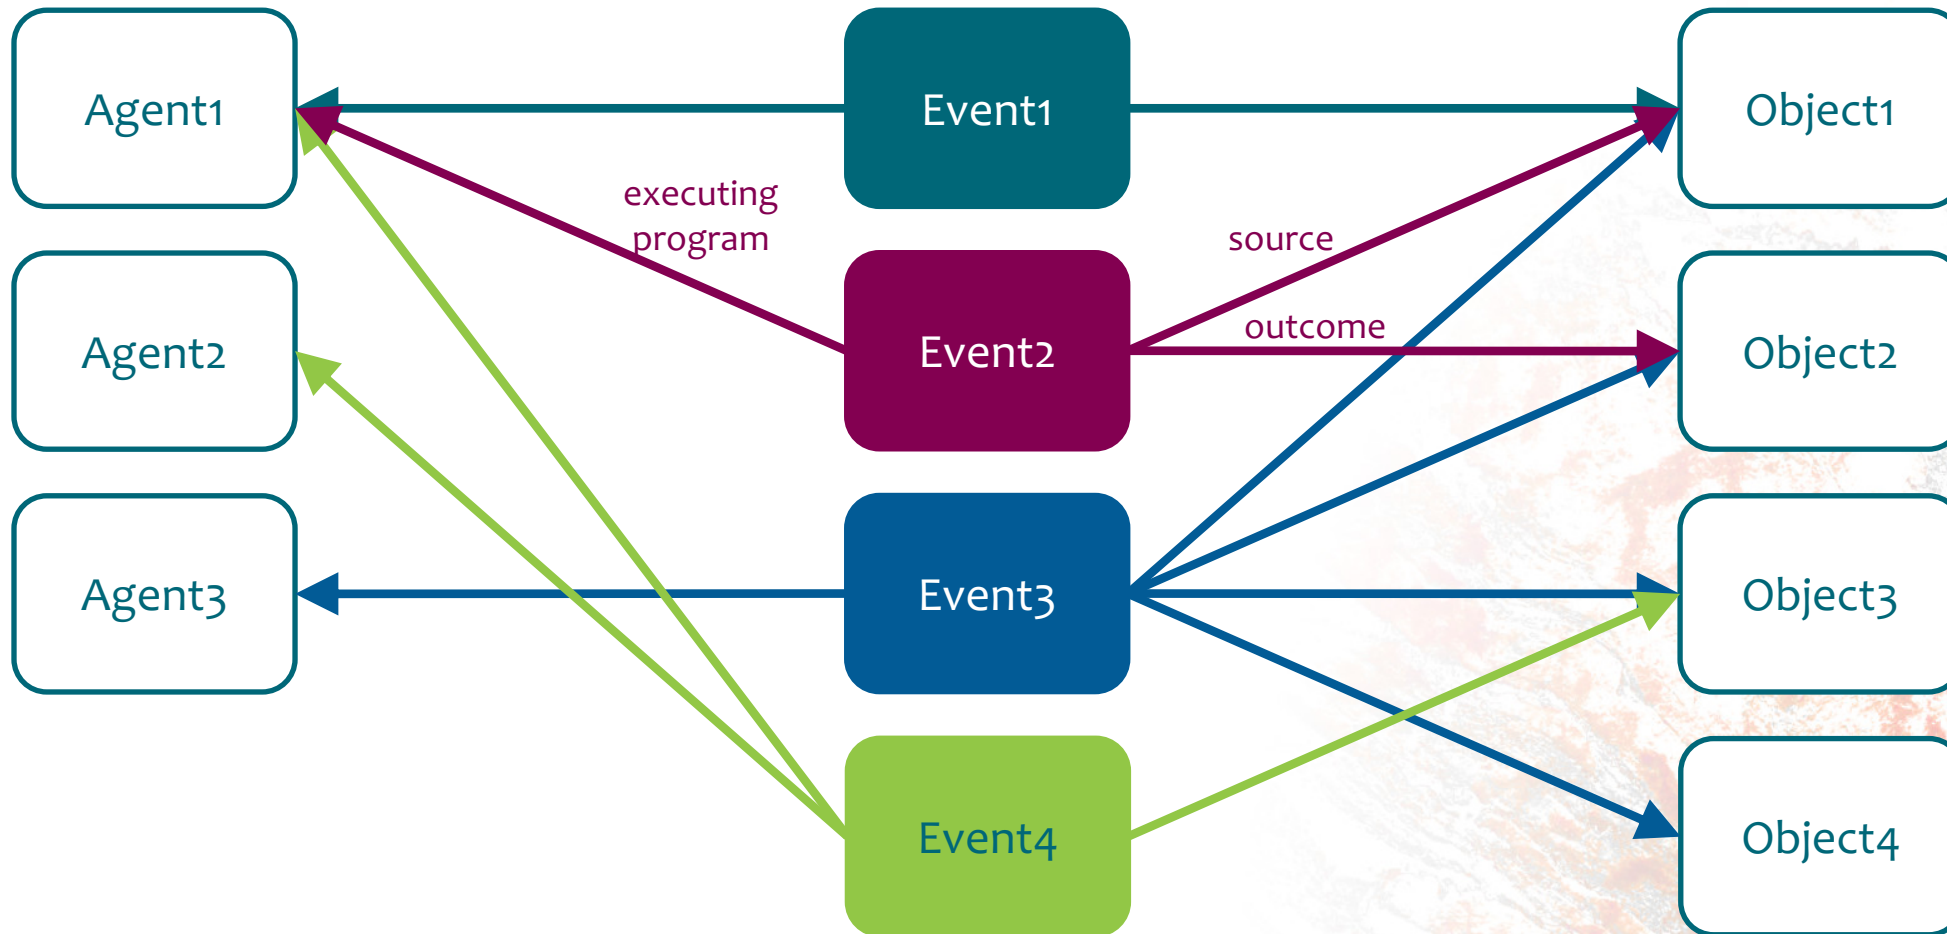 Agent1
Event1
Object1
executing
program
source
Agent2
Event2
outcome
Object2
Agent3
Event3
Object3
Event4
Object4